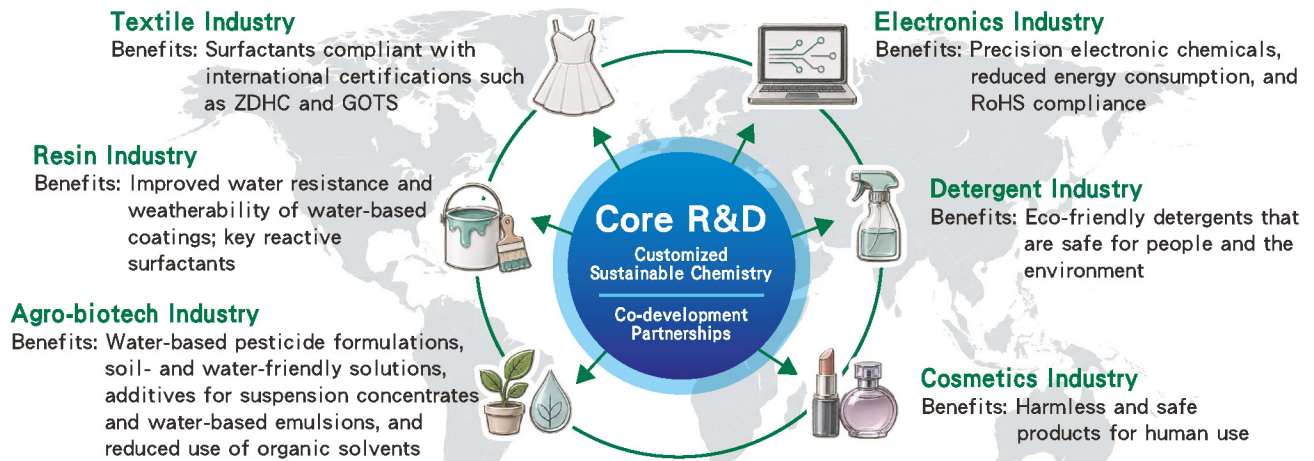 Textile Industry
Benefits: Surfactants compliant with
international certifications such
as ZDHC and GOTS
Resin Industry
Benefits: Improved water resistance and
weatherability of water-based
coatings; key reactive
surfactants
Agro-biotech Industry
Benefits: Water-based pesticide formulations,
soil- and water-friendly solutions,
additives for suspension concentrates
and water-based emulsions, and
reduced use of organic solvents
Core R&D
Customized
Sustainable Chemistry
Co-development
Partnerships
Electronics Industry
Benefits: Precision electronic chemicals,
reduced energy consumption, and
RoHS compliance
Detergent Industry
Benefits: Eco-friendly detergents that
are safe for people and the
environment
Cosmetics Industry
Benefits: Harmless and safe
products for human use